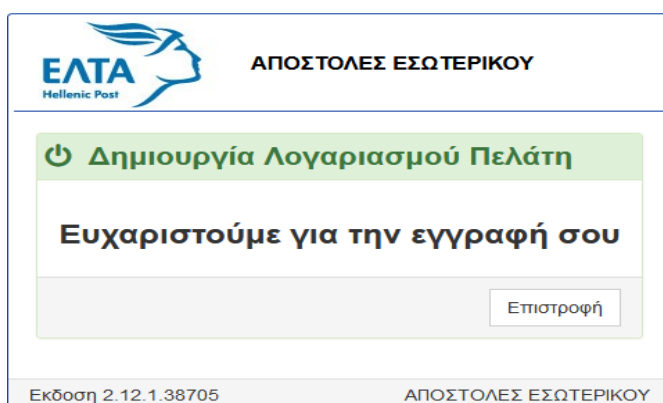 ΕΛΤΑ
Hellenic Post
ΑΠΟΣΤΟΛΕΣ ΕΣΩΤΕΡΙΚΟΥ
Δημιουργία Λογαριασμού Πελάτη
Ευχαριστούμε για την εγγραφή σου
Επιστροφή
Εκδοση 2.12.1.38705 ΑΠΟΣΤΟΛΕΣ ΕΣΩΤΕΡΙΚΟΥ